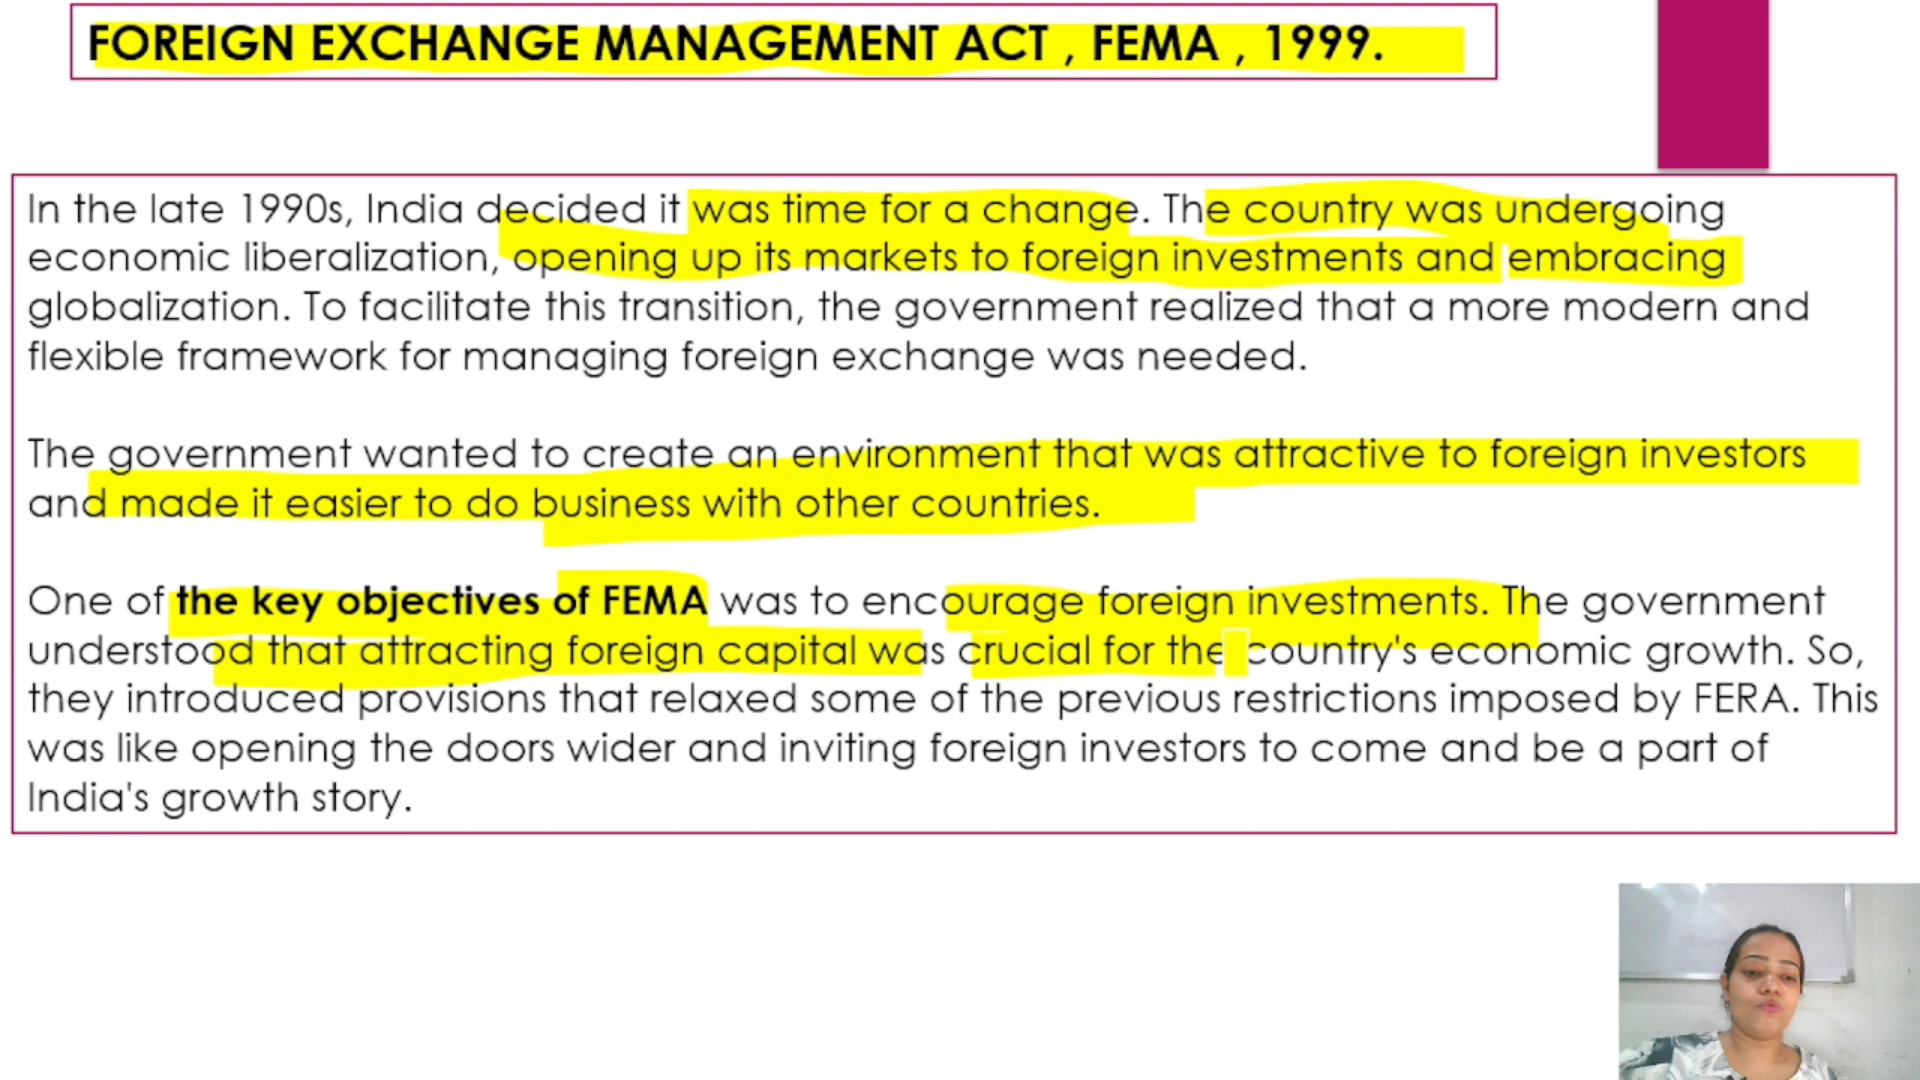 FOREIGN EXCHANGE MANAGEMENT ACT , FEMA , 1999.
In the late 1990s, India decided it was time for a change. The country was undergoing
economic liberalization, opening up its markets to foreign investments and embracing
globalization. To facilitate this transition, the government realized that a more modern and
flexible framework for managing foreign exchange was needed.
The government wanted to create an environment that was attractive to foreign investors
and made it easier to do business with other countries.
One of the key objectives of FEMA was to encourage foreign investments. The government
understood that attracting foreign capital was crucial for the country's economic growth. So,
they introduced provisions that relaxed some of the previous restrictions imposed by FERA. This
was like opening the doors wider and inviting foreign investors to come and be a part of
India's growth story.